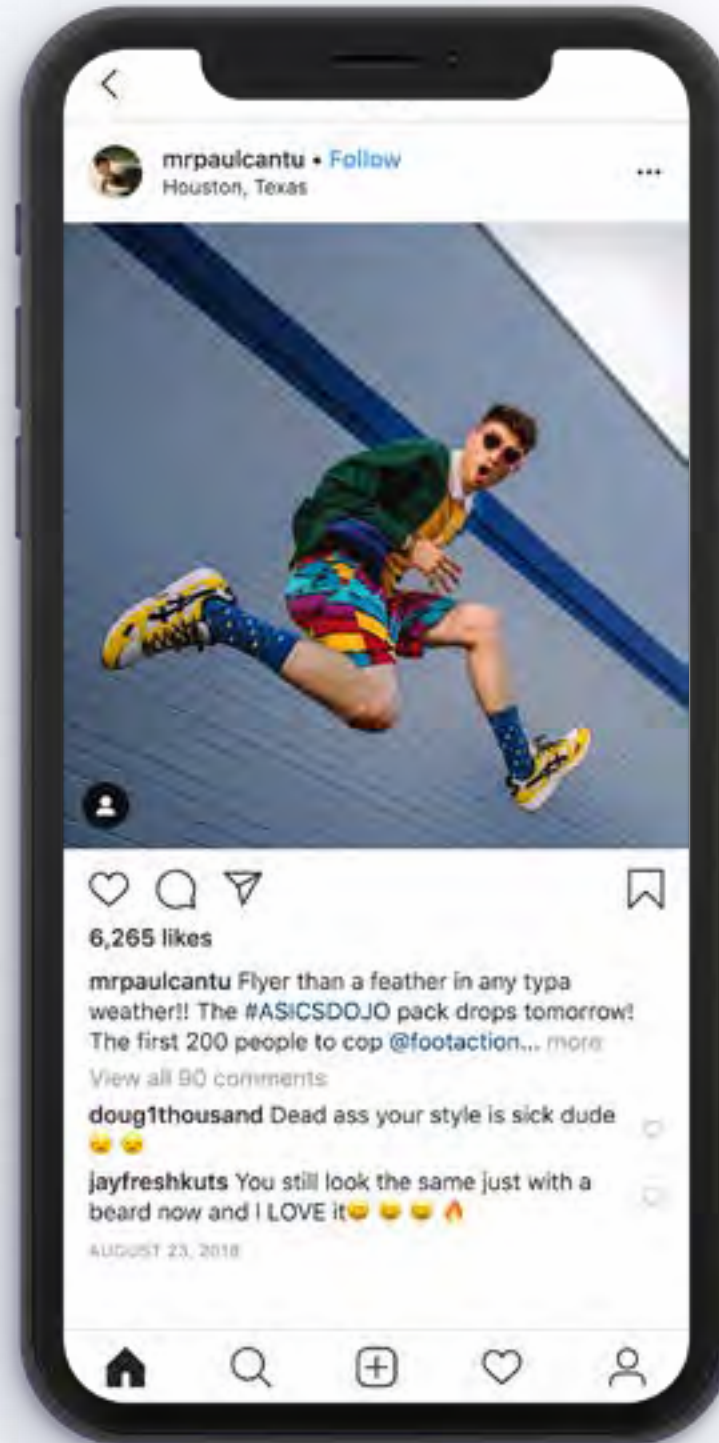 mrpaulcantu • Follow
Houston, Texas
6,265 likes
mrpaulcantu Flyer than a feather in any typa
weather!! The #ASICSDOJO pack drops tomorrow!
The first 200 people to cop @footaction... more
View all 90 comments
doug1thousand Dead ass your style is sick dude
jayfreshkuts You still look the same just with a
beard now and I LOVE it
AUGUST 23, 2018